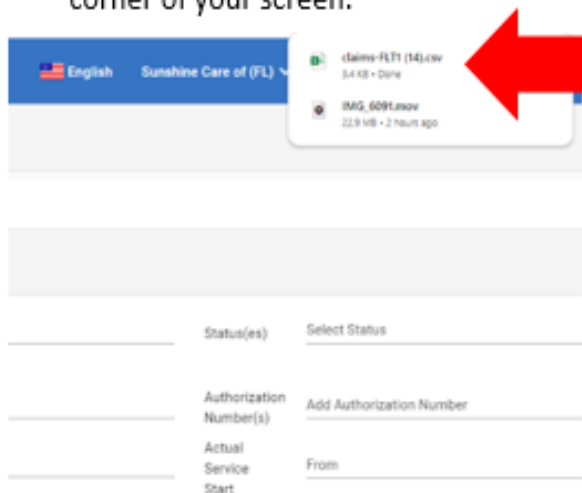 corner of your screen.
English Sunshine Care of (FL)
claims-FLT1 (14).csv
3.4 KB • Done
IMG_6091.mov
22.9 MB • 2 hours ago
Status(es) Select Status
Authorization
Number(s)
Add Authorization Number
Actual
Service
Start
From